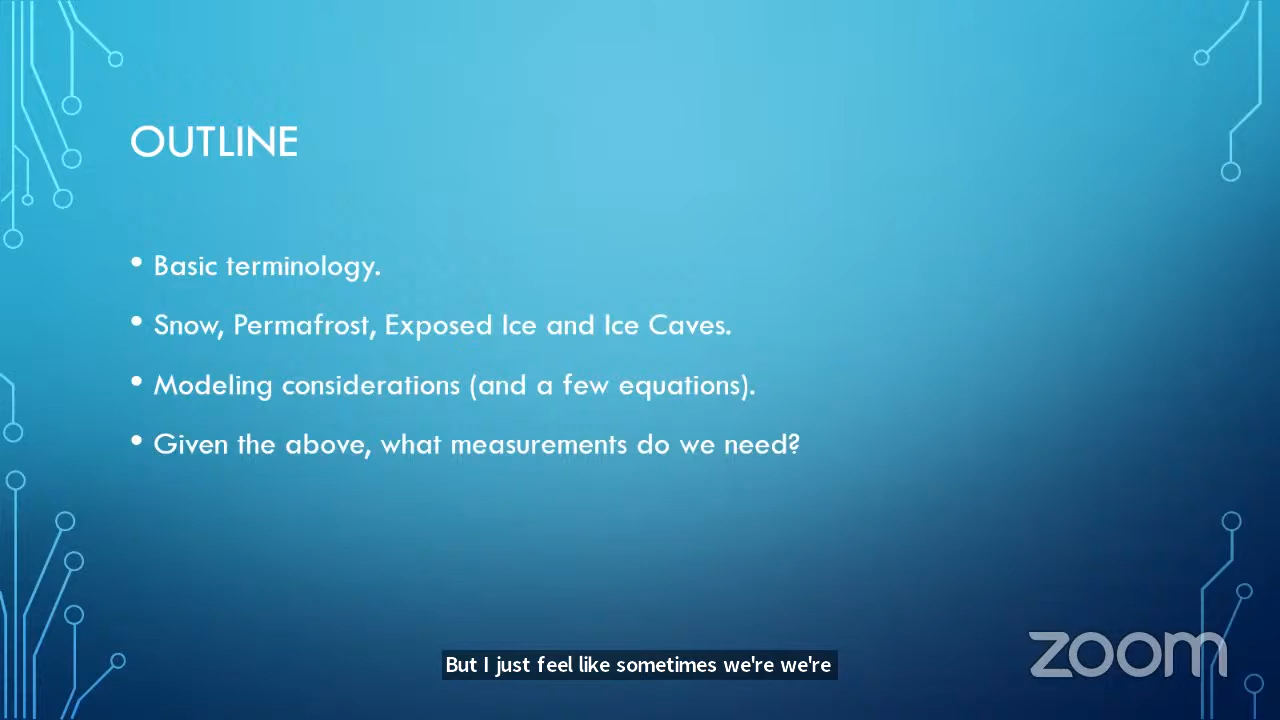 OUTLINE
• Basic terminology.
• Snow, Permafrost, Exposed Ice and Ice Caves.
• Modeling considerations (and a few equations).
• Given the above, what measurements do we need?
But I just feel like sometimes we're we're
zoom